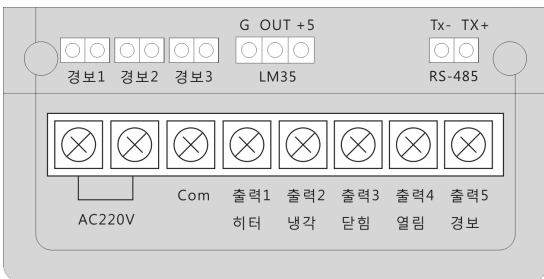 G OUT +5 Tx- TX+
경보1 경보2 경보3 LM35 RS-485
Com 출력1 출력2 출력3 출력4 출력5
AC220V 히터 냉각 닫힘 열림 경보